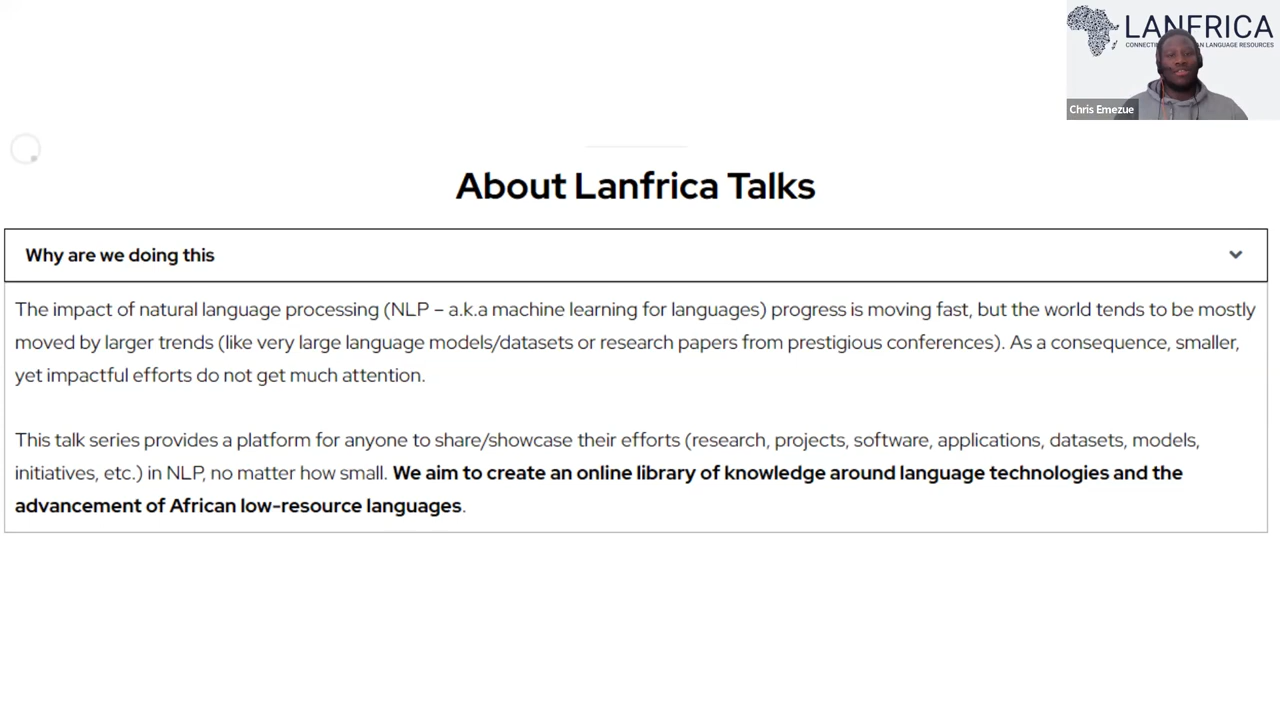 LANFRICA
CONNECTI AN LANGUAGE RESOURCES
Chris Emezue
About Lanfrica Talks
Why are we doing this
The impact of natural language processing (NLP – a.k.a machine learning for languages) progress is moving fast, but the world tends to be mostly
moved by larger trends (like very large language models/datasets or research papers from prestigious conferences). As a consequence, smaller,
yet impactful efforts do not get much attention.
This talk series provides a platform for anyone to share/showcase their efforts (research, projects, software, applications, datasets, models,
initiatives, etc.) in NLP, no matter how small. We aim to create an online library of knowledge around language technologies and the
advancement of African low-resource languages.